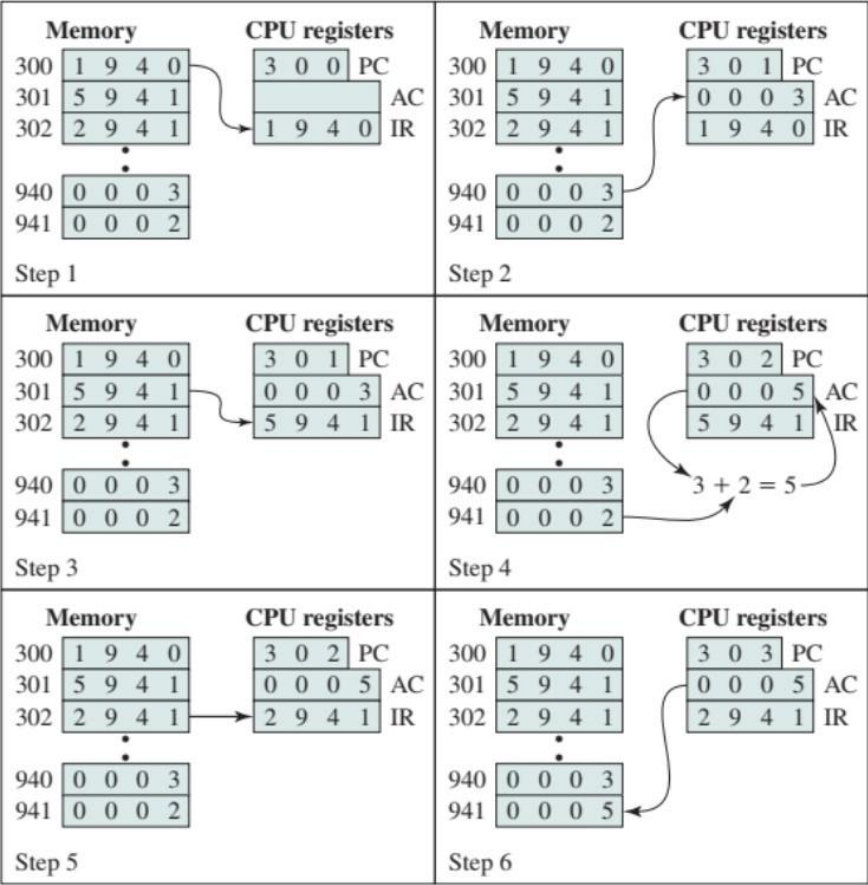 Memory CPU registers
300 1 9 4 0 3 0 0 PC
301 5 9 4 1 AC
302 2 9 4 1 1 9 4 0 IR
940 0 0 0 3
941 0 0 0 2
Step 1
Memory CPU registers
300 1 9 4 0 3 0 1 PC
301 5 9 4 1 0 0 0 3 AC
302 2 9 4 1 1 9 4 0 IR
940 0 0 0 3
941 0 0 0 2
Step 2
Memory CPU registers
300 1 9 4 0 3 0 1 PC
301 5 9 4 1 0 0 0 3 AC
302 2 9 4 1 5 9 4 1 IR
940 0 0 0 3
941 0 0 0 2
Step 3
Memory CPU registers
300 1 9 4 0 3 0 2 PC
301 5 9 4 1 0 0 0 5 AC
302 2 9 4 1 5 9 4 1 IR
940 0 0 0 3 3 + 2 = 5
941 0 0 0 2
Step 4
Memory CPU registers
300 1 9 4 0 3 0 2 PC
301 5 9 4 1 0 0 0 5 AC
302 2 9 4 1 2 9 4 1 IR
940 0 0 0 3
941 0 0 0 2
Step 5
Memory CPU registers
300 1 9 4 0 3 0 3 PC
301 5 9 4 1 0 0 0 5 AC
302 2 9 4 1 2 9 4 1 IR
940 0 0 0 3
941 0 0 0 5
Step 6